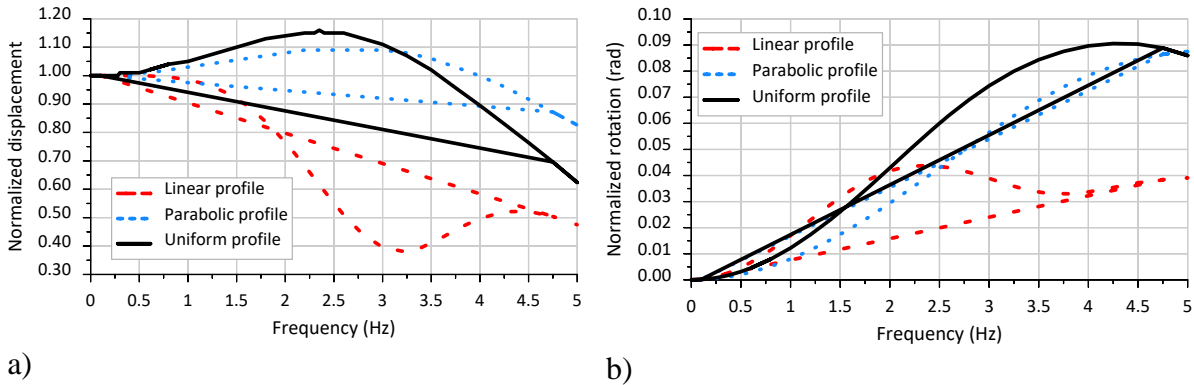 1.20
1.10
1.00
0.90
0.80
0.70
0.60
0.50
0.40
0.30
Normalized displacement
Linear profile
Parabolic profile
Uniform profile
0 0.5 1 1.5 2 2.5 3 3.5 4 4.5 5
Frequency (Hz)
a)
0.10
0.09
0.08
0.07
0.06
0.05
0.04
0.03
0.02
0.01
0.00
Normalized rotation (rad)
Linear profile
Parabolic profile
Uniform profile
0 0.5 1 1.5 2 2.5 3 3.5 4 4.5 5
Frequency (Hz)
b)